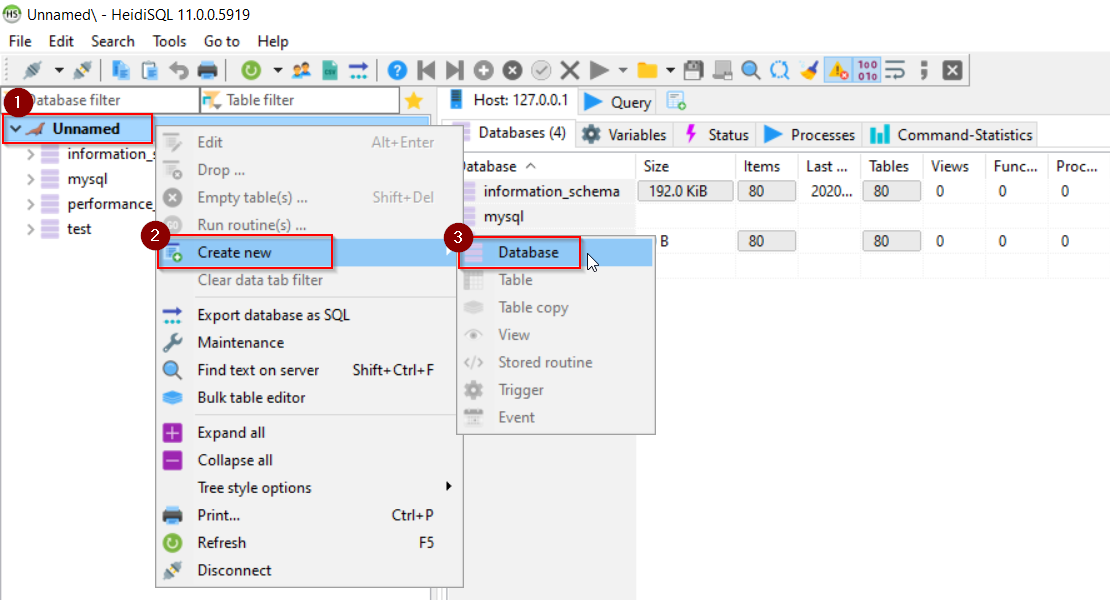 Unnamed\ - HeidiSQL 11.0.0.5919
File Edit Search Tools Go to Help
Database filter Table filter
Host: 127.0.0.1 Query
1
Unnamed
information_s
mysql
performance_
test
Databases (4) Variables Status Processes Command-Statistics
Database Size Items Last ... Tables Views Func... Proc...
information_schema 192.0 KiB 80 2020... 80 0 0 0
mysql
B 80 80 0 0 0
Edit Alt+Enter
Drop ...
Empty table(s) ... Shift+Del
Run routine(s) ...
2
Create new
Clear data tab filter
Export database as SQL
Maintenance
Find text on server Shift+Ctrl+F
Bulk table editor
Expand all
Collapse all
Tree style options
Print... Ctrl+P
Refresh F5
Disconnect
3
Database
Table
Table copy
View
Stored routine
Trigger
Event